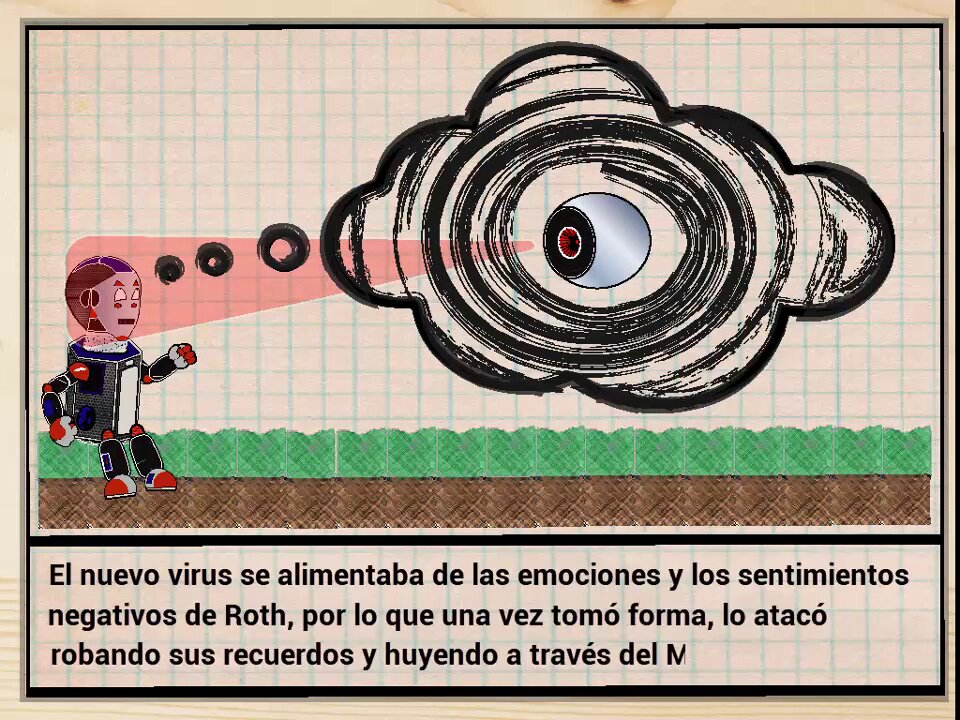 El nuevo virus se alimentaba de las emociones y los sentimientos
negativos de Roth, por lo que una vez tomó forma, lo atacó
robando sus recuerdos y huyendo a través del M